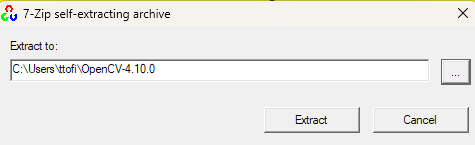 7-Zip self-extracting archive
Extract to:
C:\Users\ttofi\OpenCV-4.10.0
...
Extract Cancel